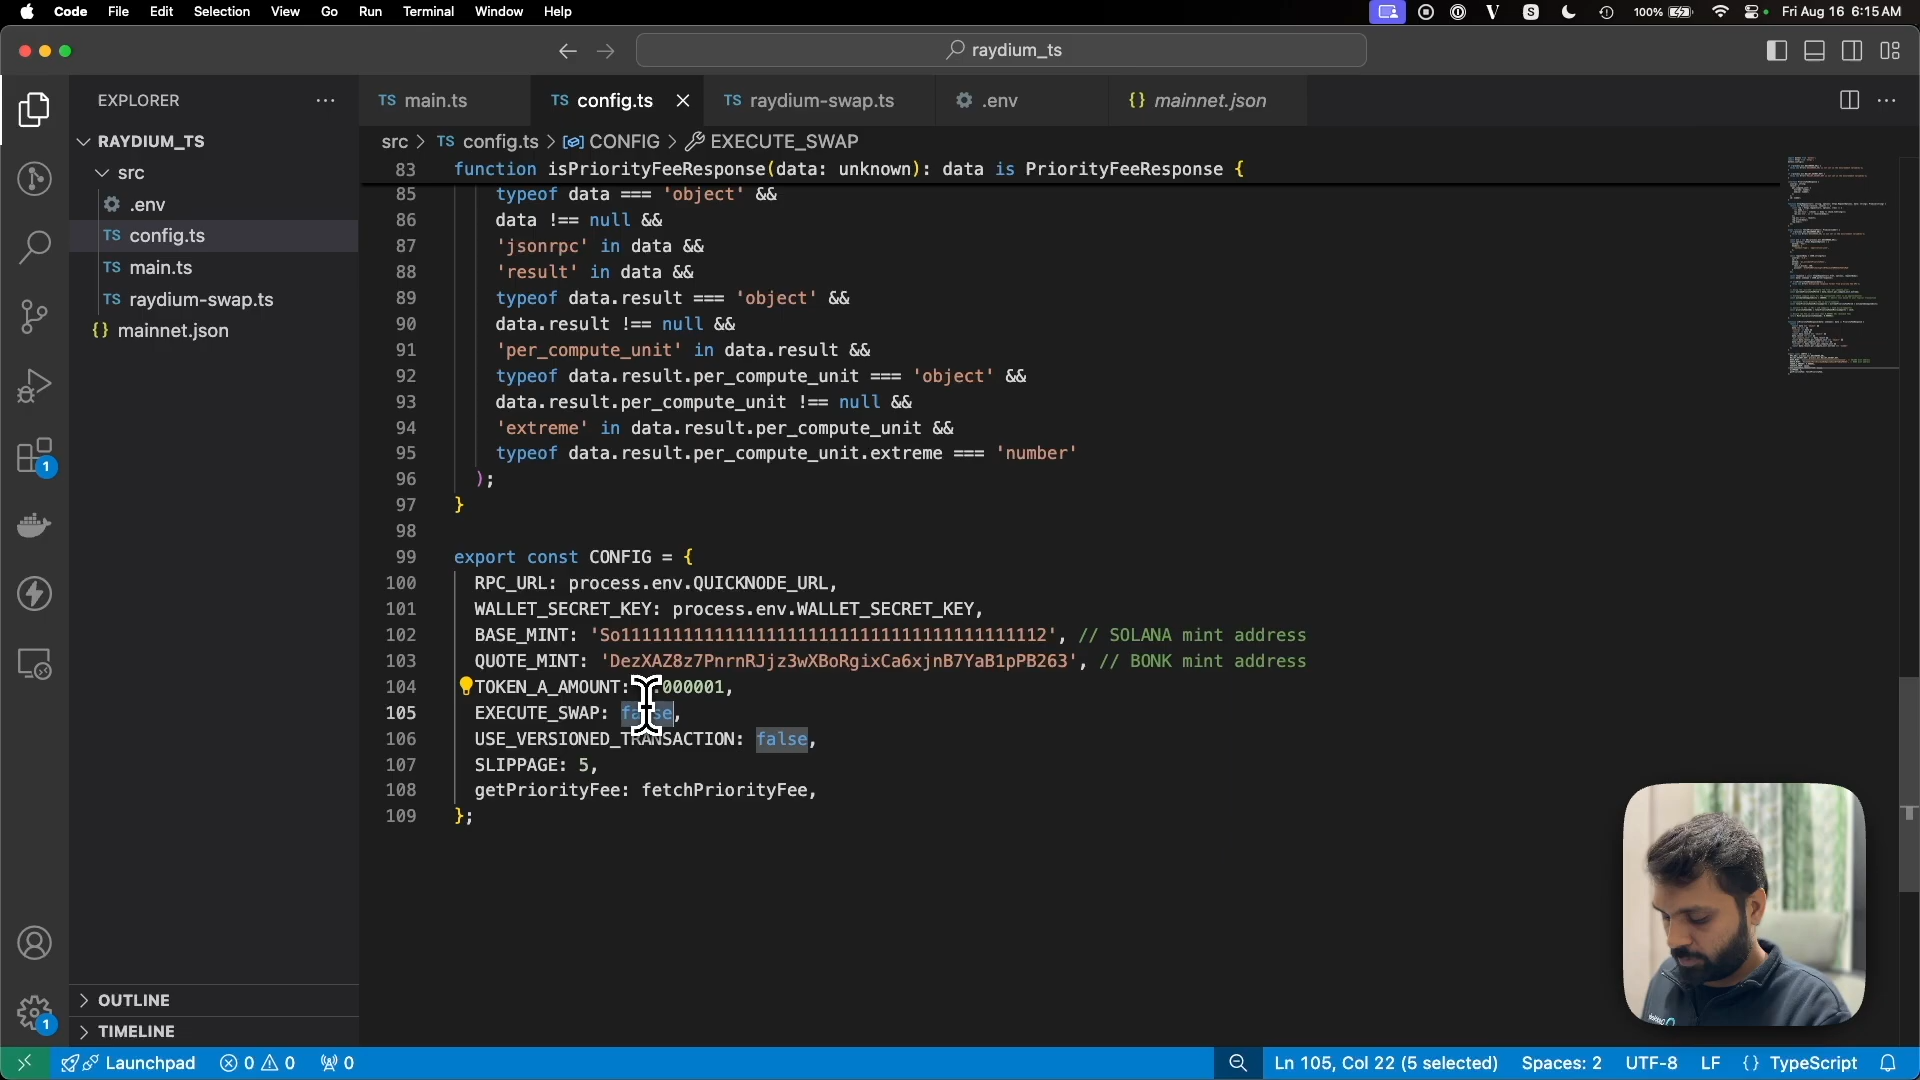 Code File Edit Selection View Go Run Terminal Window Help
100% Fri Aug 16 6:15 AM
raydium_ts
EXPLORER
RAYDIUM_TS
src
.env
TS config.ts
TS main.ts
TS raydium-swap.ts
{} mainnet.json
OUTLINE
TIMELINE
TS main.ts TS config.ts TS raydium-swap.ts .env {} mainnet.json
src > TS config.ts > CONFIG > EXECUTE_SWAP
83 function isPriorityFeeResponse(data: unknown): data is PriorityFeeResponse {
85 typeof data === 'object' &&
86 data !== null &&
87 'jsonrpc' in data &&
88 'result' in data &&
89 typeof data.result === 'object' &&
90 data.result !== null &&
91 'per_compute_unit' in data.result &&
92 typeof data.result.per_compute_unit === 'object' &&
93 data.result.per_compute_unit !== null &&
94 'extreme' in data.result.per_compute_unit &&
95 typeof data.result.per_compute_unit.extreme === 'number'
96 );
97 }
98
99 export const CONFIG = {
100 RPC_URL: process.env.QUICKNODE_URL,
101 WALLET_SECRET_KEY: process.env.WALLET_SECRET_KEY,
102 BASE_MINT: 'So11111111111111111111111111111111111111112', // SOLANA mint address
103 QUOTE_MINT: 'DezXAZ8z7PnrnRJjz3wXBoRgixCa6xjnB7YaB1pPB263', // BONK mint address
104 TOKEN_A_AMOUNT: 000001,
105 EXECUTE_SWAP: false,
106 USE_VERSIONED_TRANSACTION: false,
107 SLIPPAGE: 5,
108 getPriorityFee: fetchPriorityFee,
109 };
1
1
Launchpad 0 0 0
Ln 105, Col 22 (5 selected) Spaces: 2 UTF-8 LF {} TypeScript